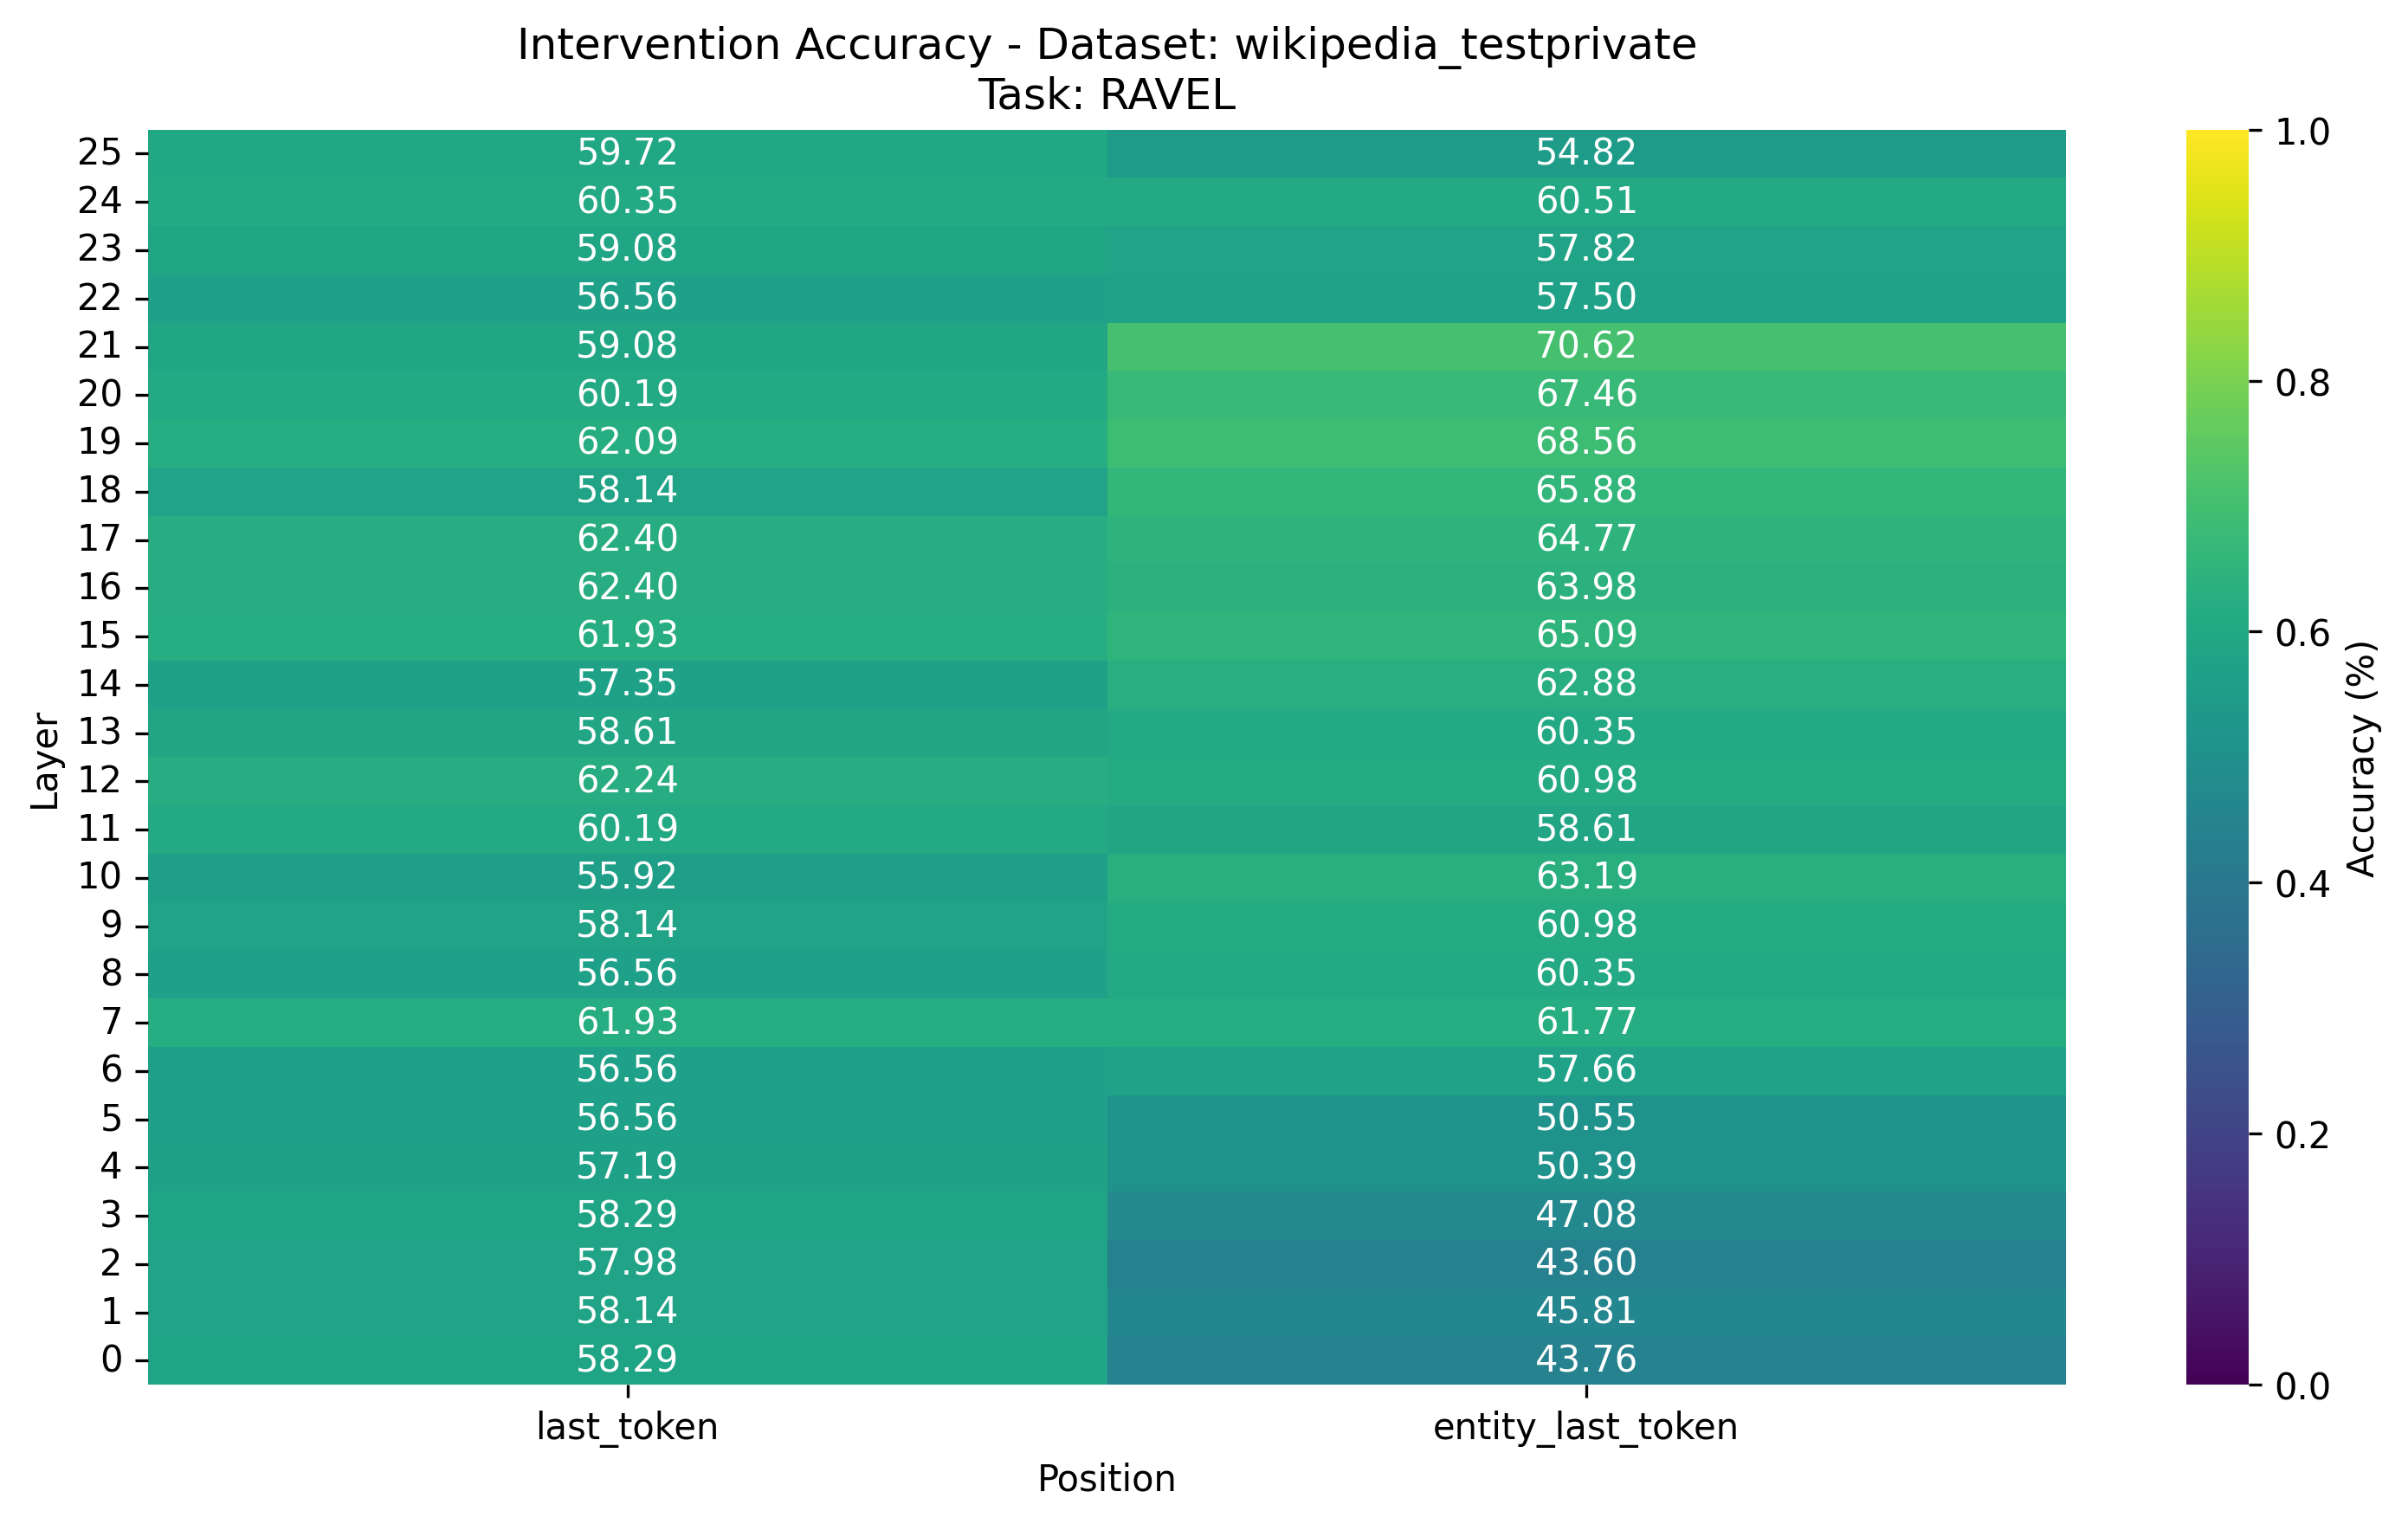 Intervention Accuracy - Dataset: wikipedia_testprivate
Task: RAVEL
25 59.72 54.82
24 60.35 60.51
23 59.08 57.82
22 56.56 57.50
21 59.08 70.62
20 60.19 67.46
19 62.09 68.56
18 58.14 65.88
17 62.40 64.77
16 62.40 63.98
15 61.93 65.09
14 57.35 62.88
13 58.61 60.35
12 62.24 60.98
11 60.19 58.61
10 55.92 63.19
9 58.14 60.98
8 56.56 60.35
7 61.93 61.77
6 56.56 57.66
5 56.56 50.55
4 57.19 50.39
3 58.29 47.08
2 57.98 43.60
1 58.14 45.81
0 58.29 43.76
Layer
last_token entity_last_token
Position
1.0
0.8
0.6
0.4
0.2
0.0
Accuracy (%)